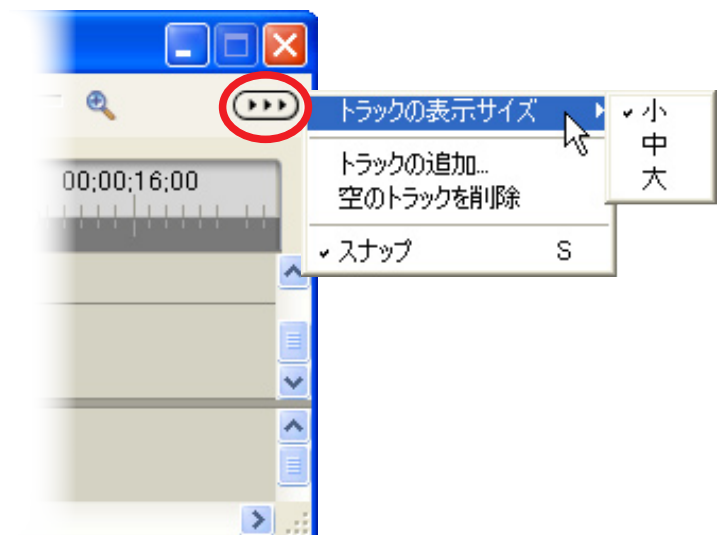 トラックの表示サイズ
小
中
大
00;00;16;00
トラックの追加...
空のトラックを削除
スナップ S